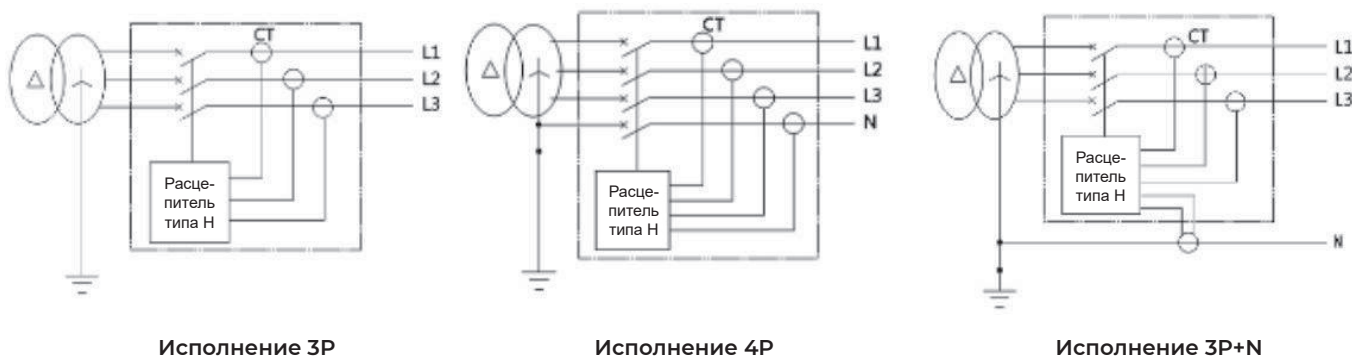 CT
L1
L2
L3
Расце-
питель
типа Н
Исполнение 3P
CT
L1
L2
L3
N
Расце-
питель
типа Н
Исполнение 4P
CT
L1
L2
L3
Расце-
питель
типа Н
N
Исполнение 3P+N